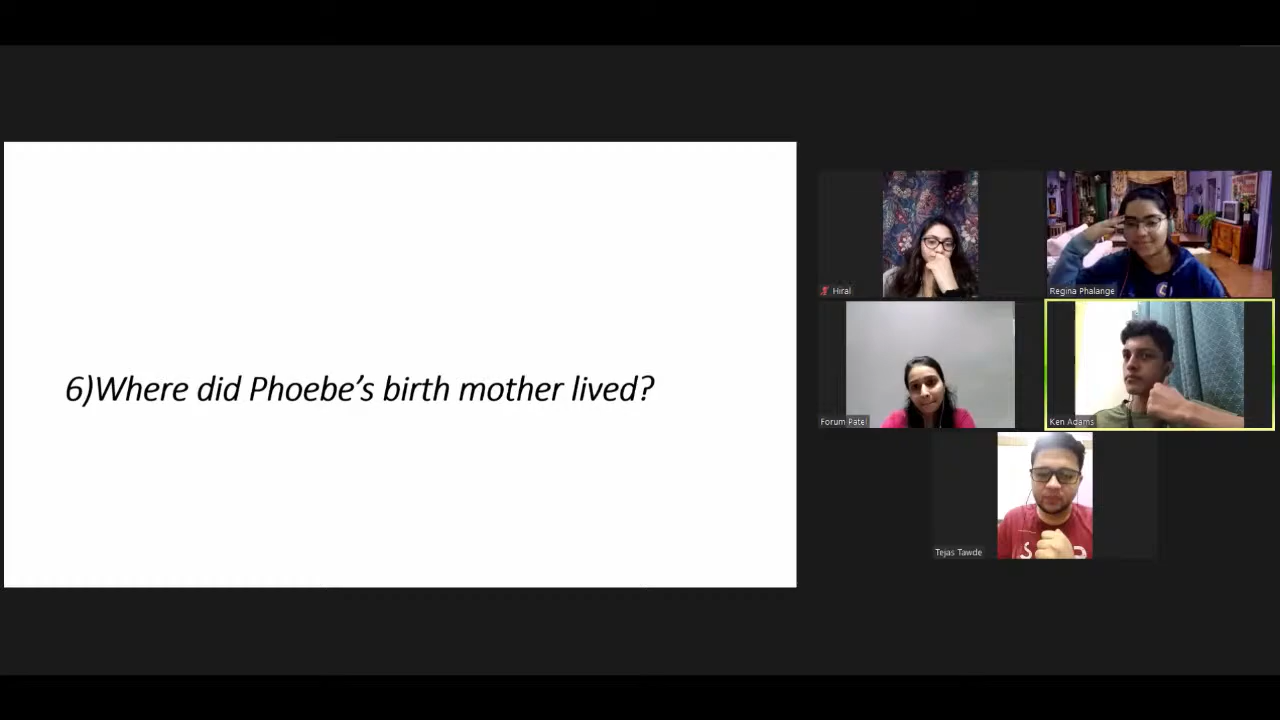 6)Where did Phoebe's birth mother lived?
Hiral
Regina Phalange
Forum Patel
Ken Adams
Tejas Tawde